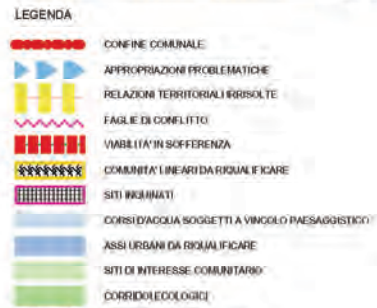 LEGENDA
CONFINE COMUNALE
APPROPRIAZIONI PROBLEMATICHE
RELAZIONI TERRITORIALI IRRISOLTE
FAGLIE DI CONFLITTO
VIABILITA' IN SOFFERENZA
COMUNITA' LINEARI DA RIQUALIFICARE
SITI INQUINATI
CORSI D'ACQUA SOGGETTI A VINCOLO PAESAGGISTICO
ASSI URBANI DA RIQUALIFICARE
SITI DI INTERESSE COMUNITARIO
CORRIDOI ECOLOGICI